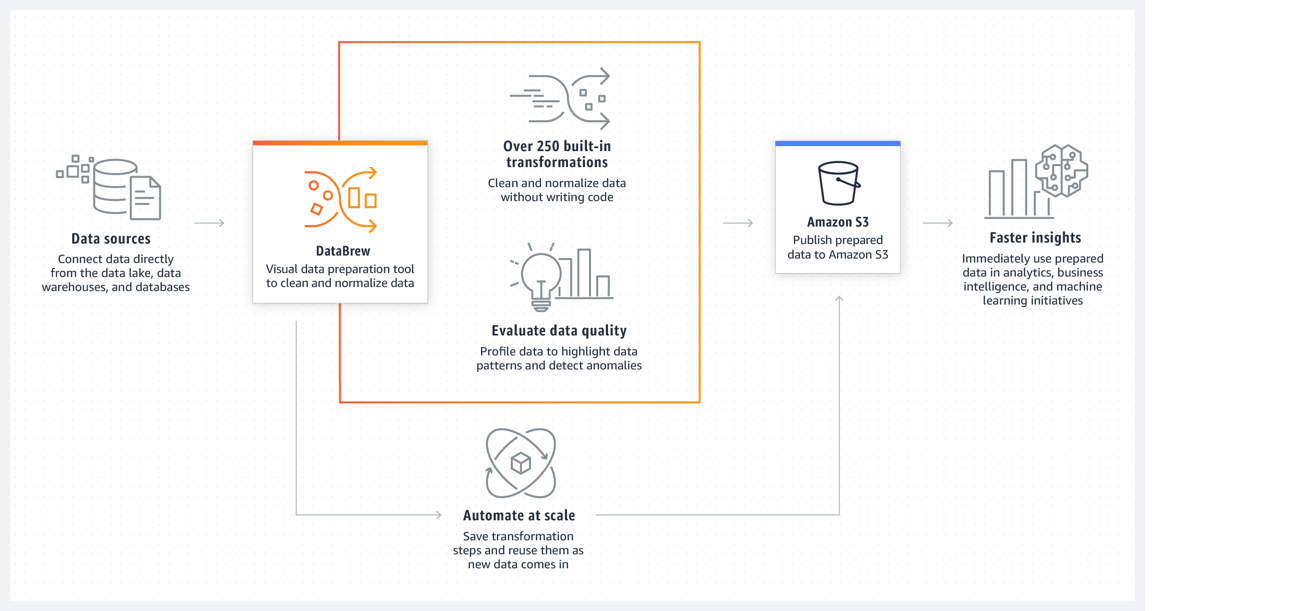 Data sources
Connect data directly
from the data lake, data
warehouses, and databases
DataBrew
Visual data preparation tool
to clean and normalize data
Over 250 built-in
transformations
Clean and normalize data
without writing code
Evaluate data quality
Profile data to highlight data
patterns and detect anomalies
Automate at scale
Save transformation
steps and reuse them as
new data comes in
Amazon S3
Publish prepared
data to Amazon S3
Faster insights
Immediately use prepared
data in analytics, business
intelligence, and machine
learning initiatives